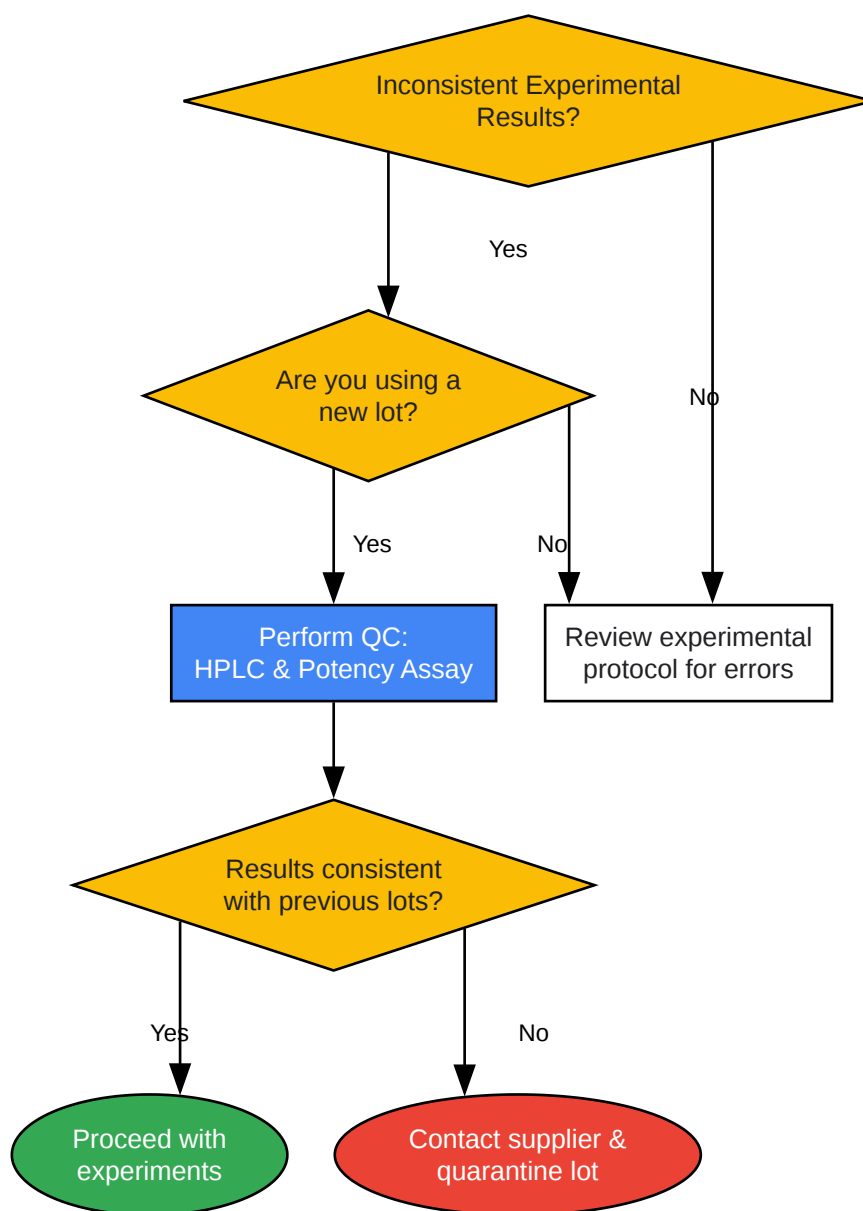 Inconsistent Experimental
Results?
Yes
Are you using a
new lot?
No
Yes
No
Perform QC:
HPLC & Potency Assay
Review experimental
protocol for errors
Results consistent
with previous lots?
Yes
No
Proceed with
experiments
Contact supplier &
quarantine lot